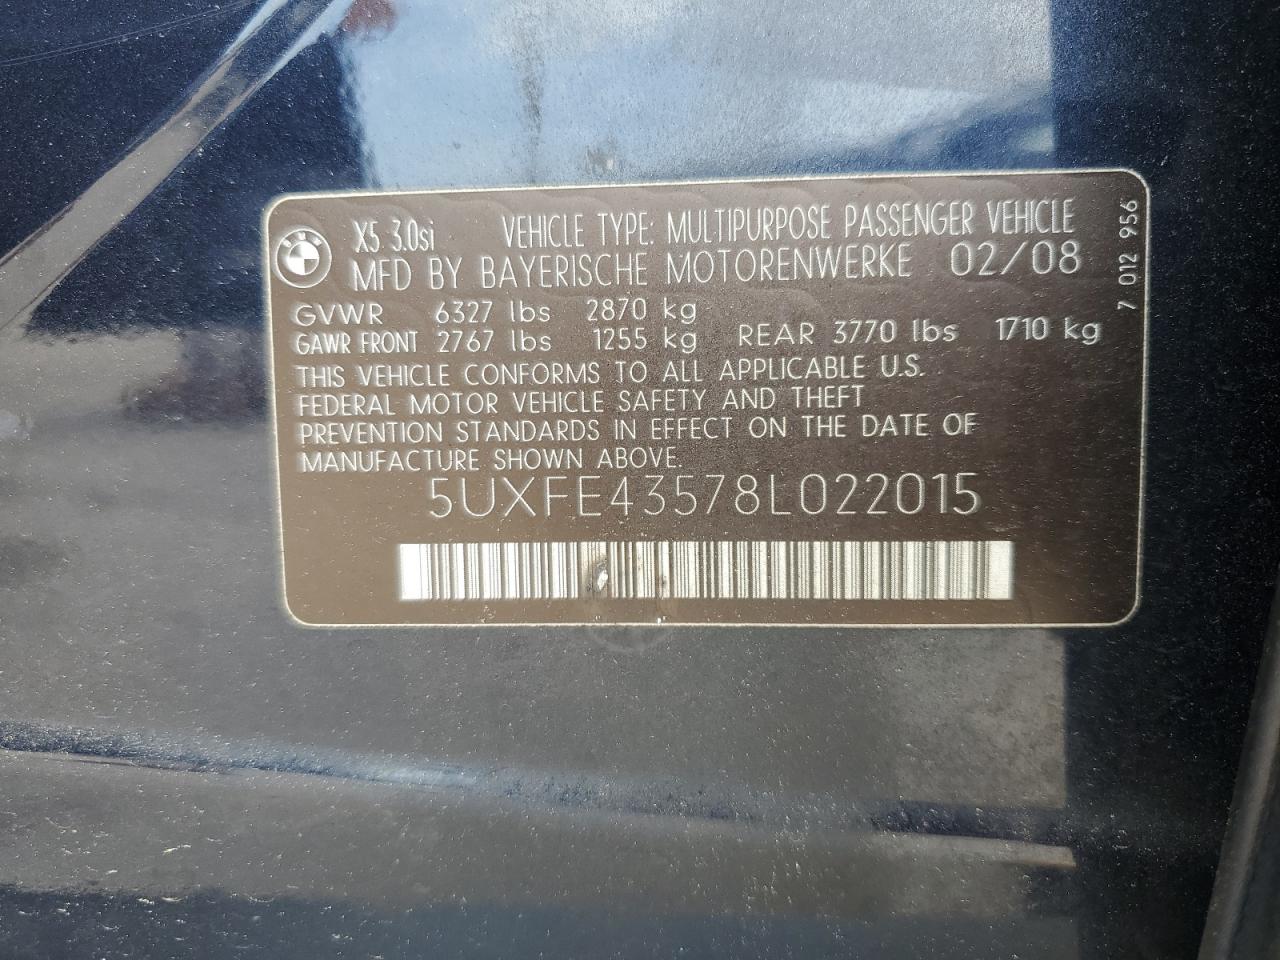 X5 3.0si VEHICLE TYPE: MULTIPURPOSE PASSENGER VEHICLE
MFD BY BAYERISCHE MOTORENWERKE 02/08
GVWR 6327 lbs 2870 kg
GAWR FRONT 2767 lbs 1255 kg REAR 3770 lbs 1710 kg
THIS VEHICLE CONFORMS TO ALL APPLICABLE U.S.
FEDERAL MOTOR VEHICLE SAFETY AND THEFT
PREVENTION STANDARDS IN EFFECT ON THE DATE OF
MANUFACTURE SHOWN ABOVE.
5UXFE43578L022015
7 012 956